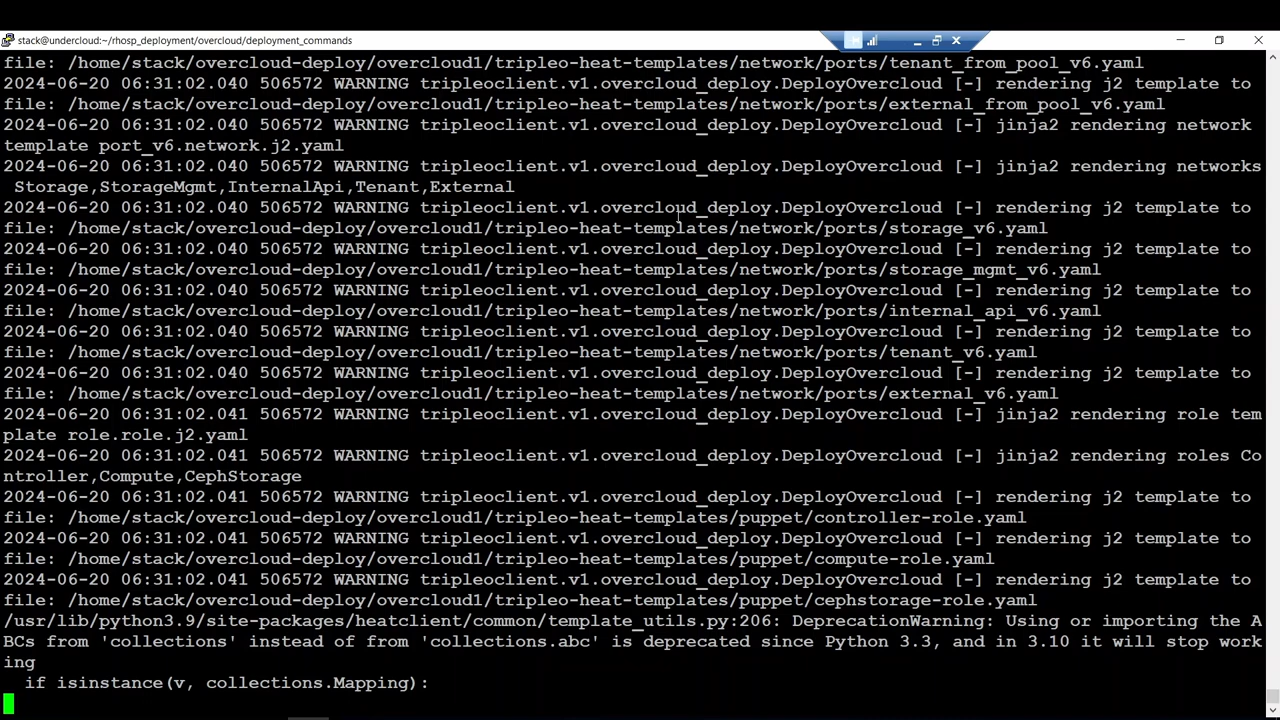 stack@undercloud:~/rhosp_deployment/overcloud/deployment_commands
file: /home/stack/overcloud-deploy/overcloud1/tripleo-heat-templates/network/ports/tenant_from_pool_v6.yaml
2024-06-20 06:31:02.040 506572 WARNING tripleoclient.v1.overcloud_deploy.DeployOvercloud [-] rendering j2 template to
file: /home/stack/overcloud-deploy/overcloud1/tripleo-heat-templates/network/ports/external_from_pool_v6.yaml
2024-06-20 06:31:02.040 506572 WARNING tripleoclient.v1.overcloud_deploy.DeployOvercloud [-] jinja2 rendering network
template port_v6.network.j2.yaml
2024-06-20 06:31:02.040 506572 WARNING tripleoclient.v1.overcloud_deploy.DeployOvercloud [-] jinja2 rendering networks
Storage,StorageMgmt,InternalApi,Tenant,External
2024-06-20 06:31:02.040 506572 WARNING tripleoclient.v1.overcloud_deploy.DeployOvercloud [-] rendering j2 template to
file: /home/stack/overcloud-deploy/overcloud1/tripleo-heat-templates/network/ports/storage_v6.yaml
2024-06-20 06:31:02.040 506572 WARNING tripleoclient.v1.overcloud_deploy.DeployOvercloud [-] rendering j2 template to
file: /home/stack/overcloud-deploy/overcloud1/tripleo-heat-templates/network/ports/storage_mgmt_v6.yaml
2024-06-20 06:31:02.040 506572 WARNING tripleoclient.v1.overcloud_deploy.DeployOvercloud [-] rendering j2 template to
file: /home/stack/overcloud-deploy/overcloud1/tripleo-heat-templates/network/ports/internal_api_v6.yaml
2024-06-20 06:31:02.040 506572 WARNING tripleoclient.v1.overcloud_deploy.DeployOvercloud [-] rendering j2 template to
file: /home/stack/overcloud-deploy/overcloud1/tripleo-heat-templates/network/ports/tenant_v6.yaml
2024-06-20 06:31:02.040 506572 WARNING tripleoclient.v1.overcloud_deploy.DeployOvercloud [-] rendering j2 template to
file: /home/stack/overcloud-deploy/overcloud1/tripleo-heat-templates/network/ports/external_v6.yaml
2024-06-20 06:31:02.041 506572 WARNING tripleoclient.v1.overcloud_deploy.DeployOvercloud [-] jinja2 rendering role tem
plate role.role.j2.yaml
2024-06-20 06:31:02.041 506572 WARNING tripleoclient.v1.overcloud_deploy.DeployOvercloud [-] jinja2 rendering roles Co
ntroller,Compute,CephStorage
2024-06-20 06:31:02.041 506572 WARNING tripleoclient.v1.overcloud_deploy.DeployOvercloud [-] rendering j2 template to
file: /home/stack/overcloud-deploy/overcloud1/tripleo-heat-templates/puppet/controller-role.yaml
2024-06-20 06:31:02.041 506572 WARNING tripleoclient.v1.overcloud_deploy.DeployOvercloud [-] rendering j2 template to
file: /home/stack/overcloud-deploy/overcloud1/tripleo-heat-templates/puppet/compute-role.yaml
2024-06-20 06:31:02.041 506572 WARNING tripleoclient.v1.overcloud_deploy.DeployOvercloud [-] rendering j2 template to
file: /home/stack/overcloud-deploy/overcloud1/tripleo-heat-templates/puppet/cephstorage-role.yaml
/usr/lib/python3.9/site-packages/heatclient/common/template_utils.py:206: DeprecationWarning: Using or importing the A
BCs from 'collections' instead of from 'collections.abc' is deprecated since Python 3.3, and in 3.10 it will stop work
ing
if isinstance(v, collections.Mapping):